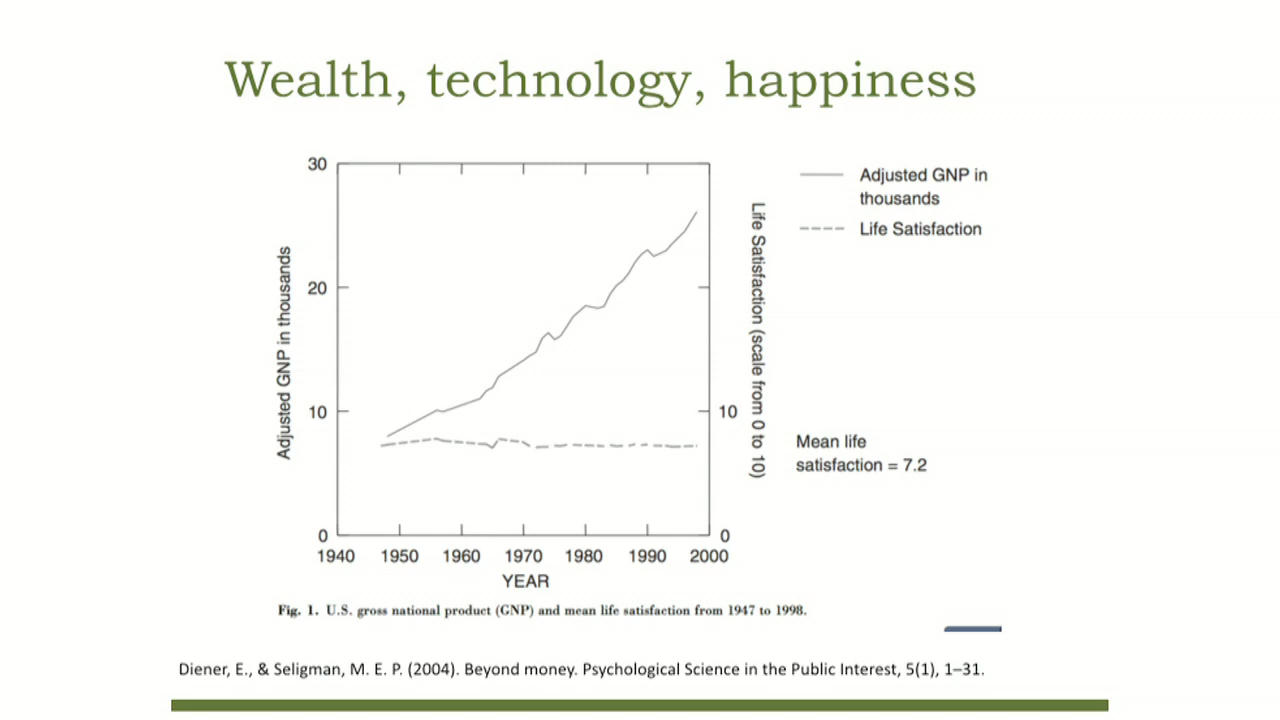 Wealth, technology, happiness
30
20
10
0
Adjusted GNP in thousands
1940 1950 1960 1970 1980 1990 2000
YEAR
10
0
Life Satisfaction (scale from 0 to 10)
Adjusted GNP in
thousands
Life Satisfaction
Mean life
satisfaction = 7.2
Fig. 1. U.S. gross national product (GNP) and mean life satisfaction from 1947 to 1998.
Diener, E., & Seligman, M. E. P. (2004). Beyond money. Psychological Science in the Public Interest, 5(1), 1–31.